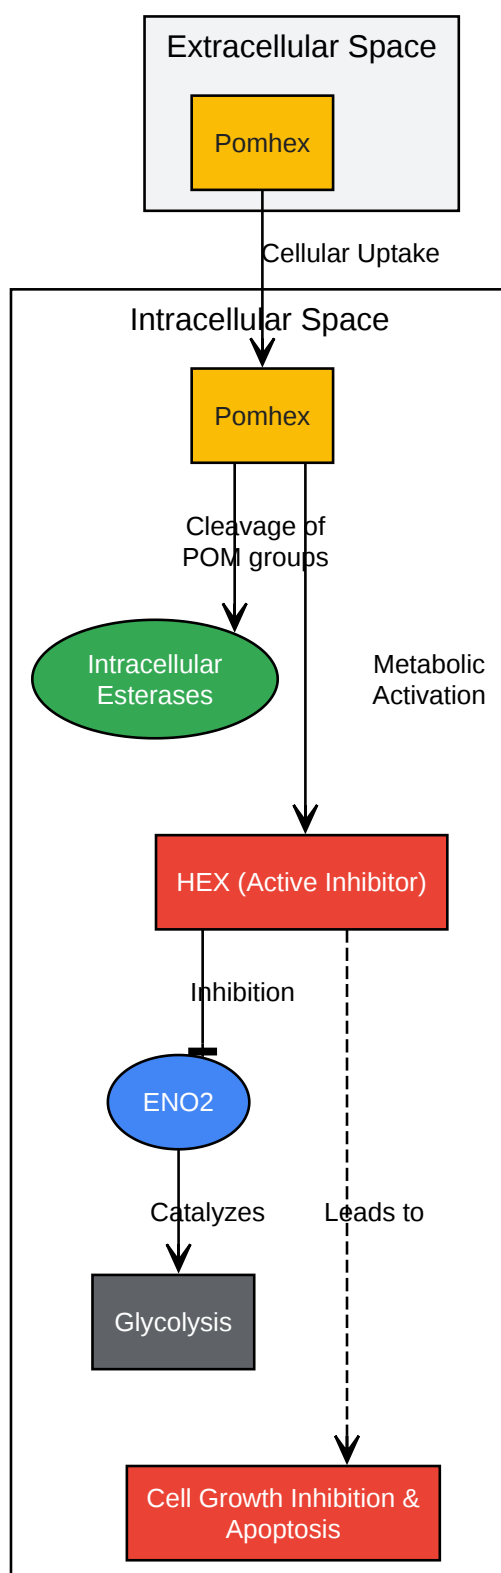 Extracellular Space
Pomhex
Cellular Uptake
Intracellular Space
Pomhex
Cleavage of
POM groups
Intracellular
Esterases
Metabolic
Activation
HEX (Active Inhibitor)
Inhibition
ENO2
Catalyzes
Leads to
Glycolysis
Cell Growth Inhibition &
Apoptosis